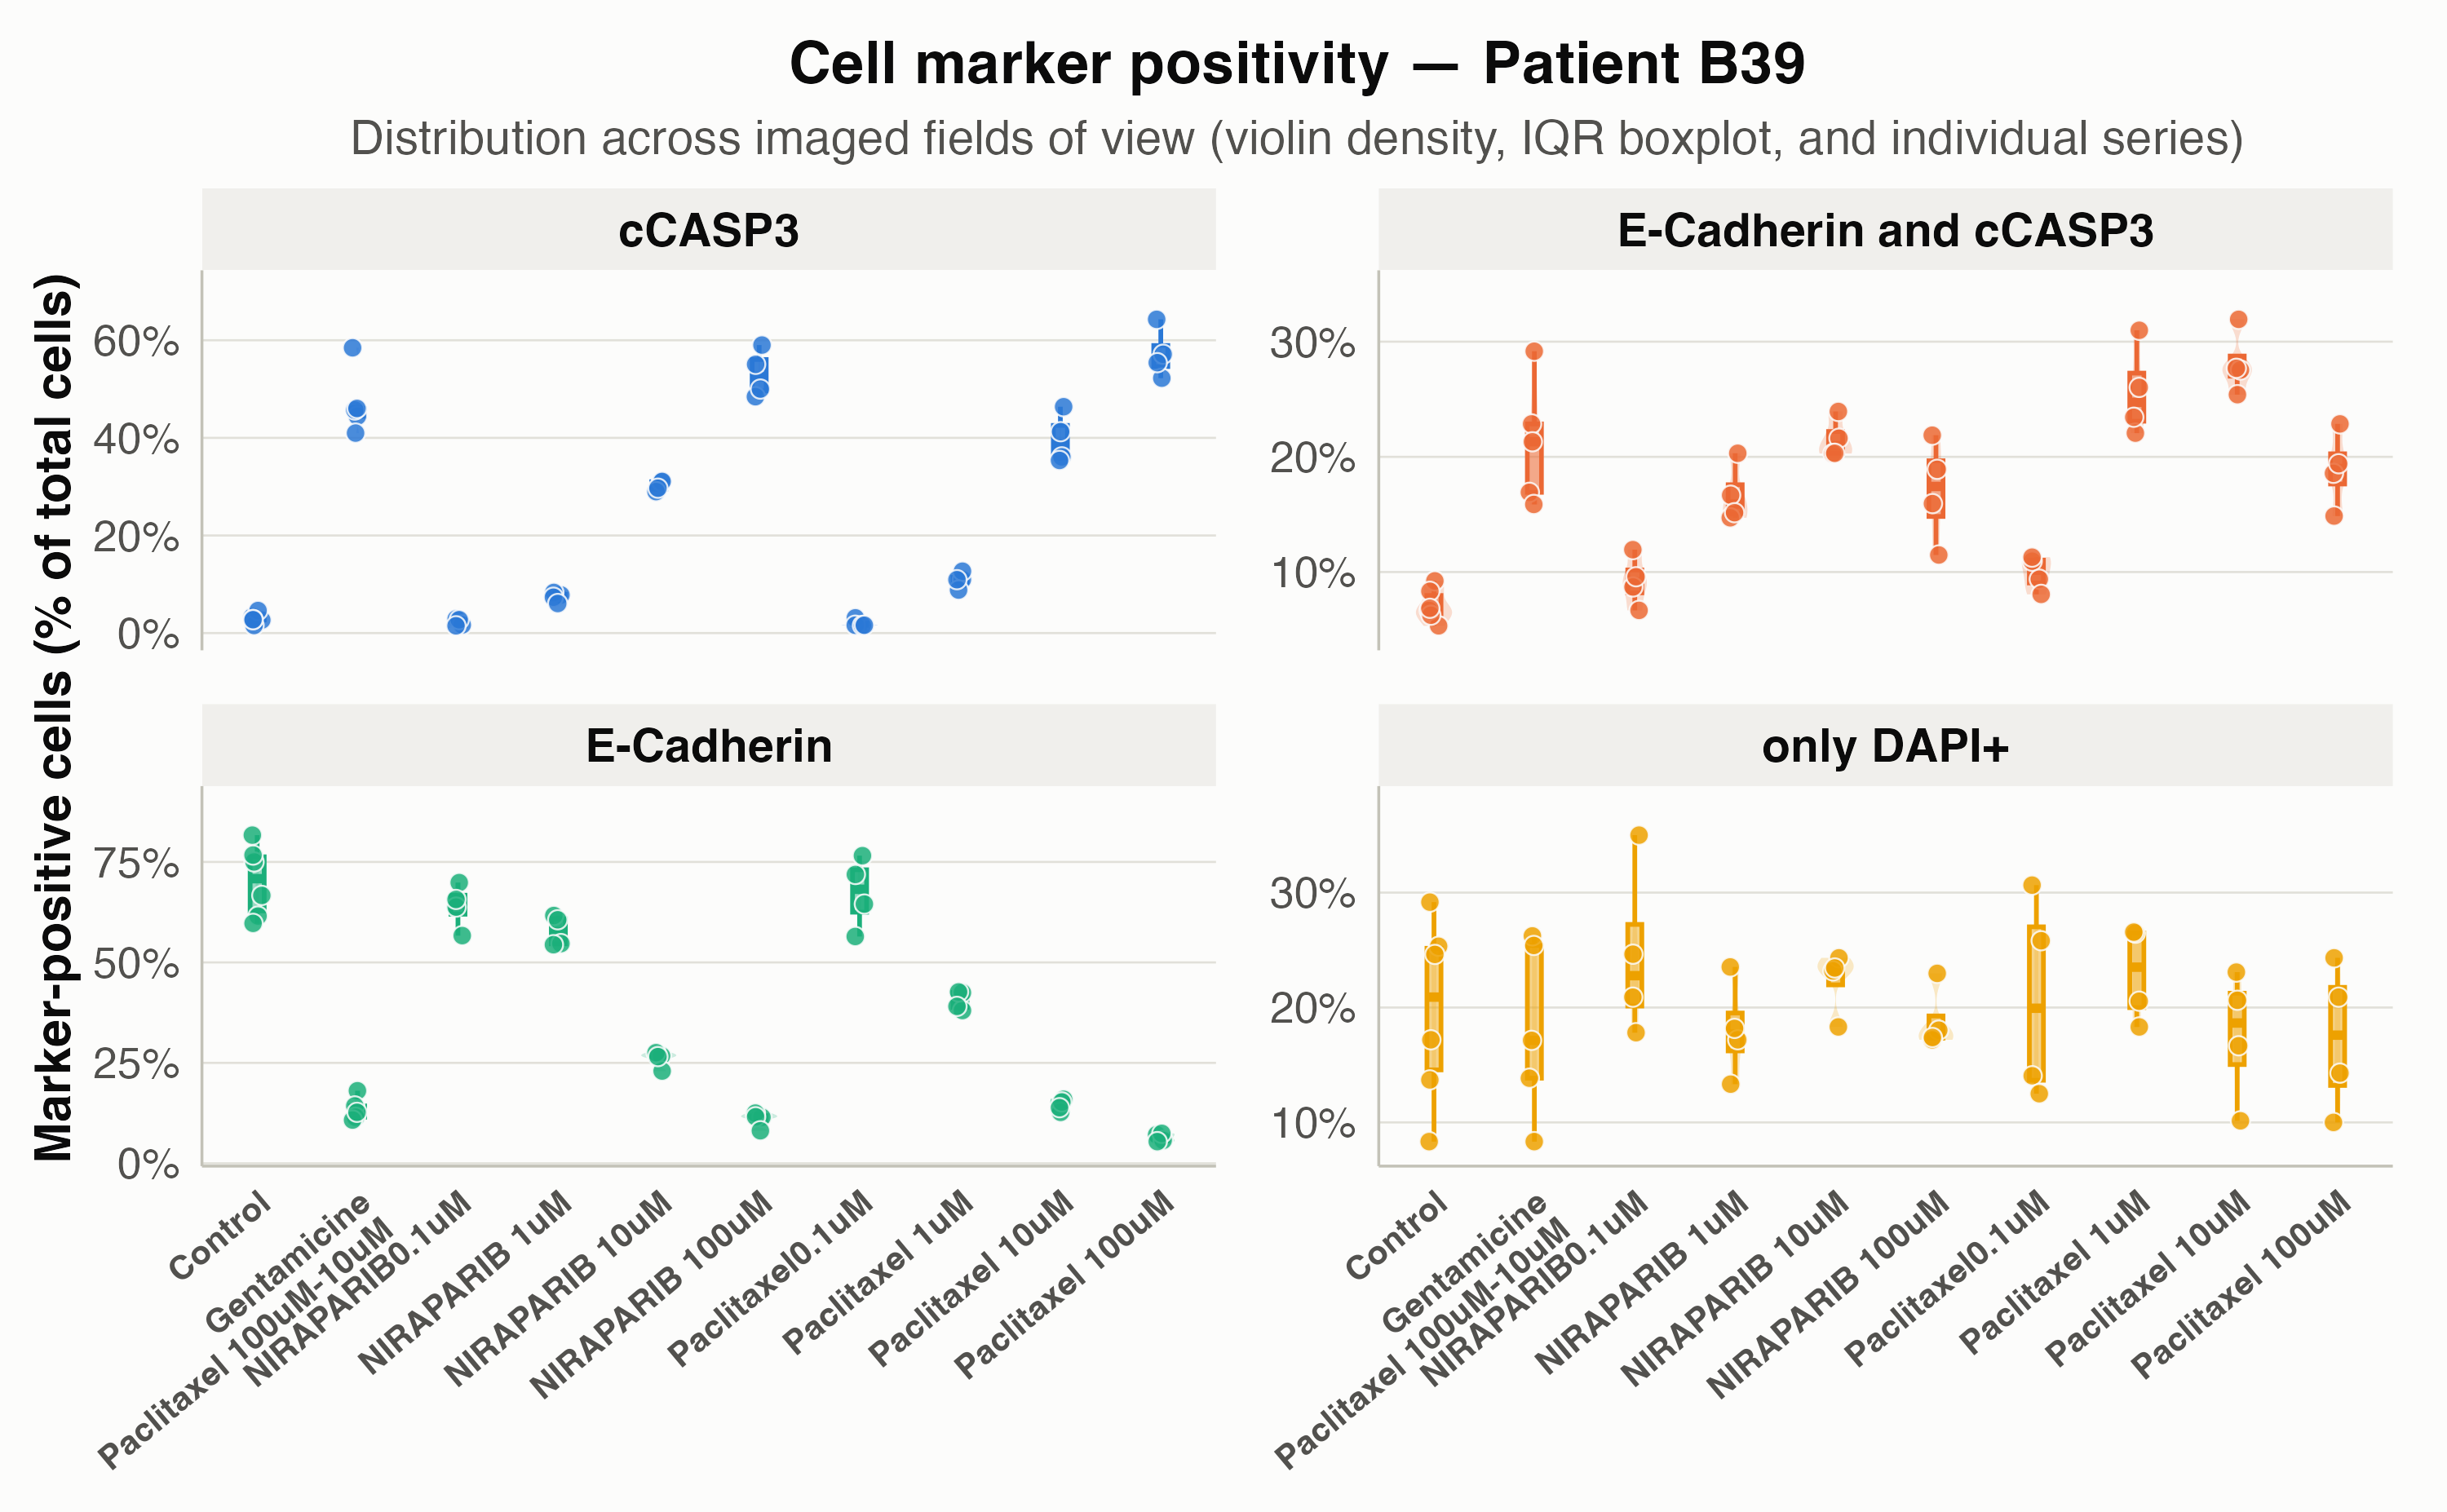 Cell marker positivity — Patient B39
Distribution across imaged fields of view (violin density, IQR boxplot, and individual series)
Marker-positive cells (% of total cells)
cCASP3
60%
40%
20%
0%
E-Cadherin and cCASP3
30%
20%
10%
E-Cadherin
75%
50%
25%
0%
only DAPI+
30%
20%
10%
Control
Gentamicine
Paclitaxel 100uM-10uM
NIRAPARIB0.1uM
NIRAPARIB 1uM
NIRAPARIB 10uM
NIRAPARIB 100uM
Paclitaxel0.1uM
Paclitaxel 1uM
Paclitaxel 10uM
Paclitaxel 100uM
Control
Gentamicine
Paclitaxel 100uM-10uM
NIRAPARIB0.1uM
NIRAPARIB 1uM
NIRAPARIB 10uM
NIRAPARIB 100uM
Paclitaxel0.1uM
Paclitaxel 1uM
Paclitaxel 10uM
Paclitaxel 100uM